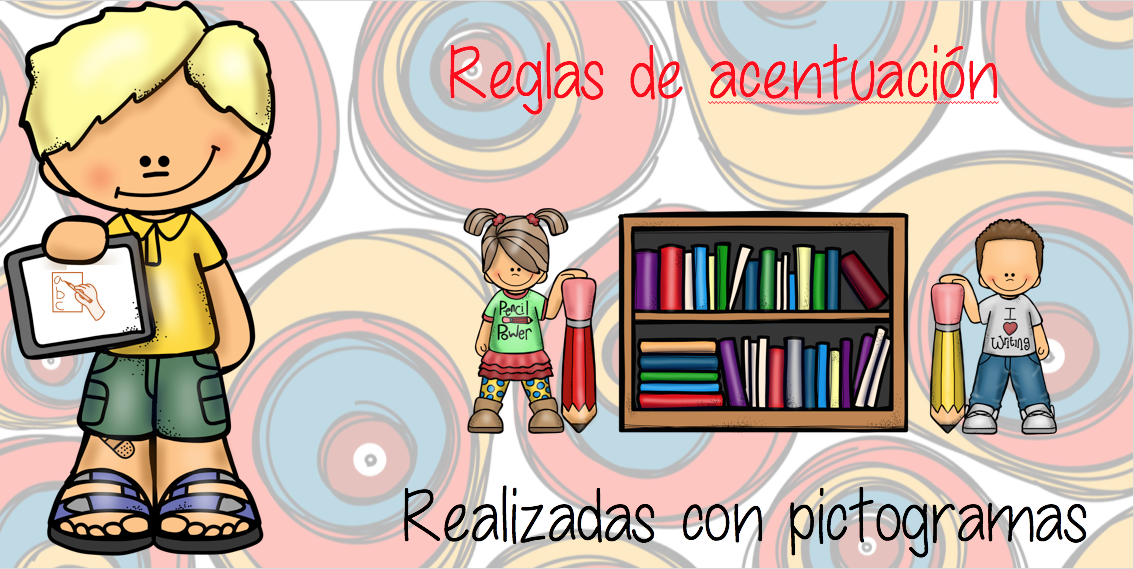 Reglas de acentuación
a
b
c
Pencil
Power
I
Writing
Realizadas con pictogramas